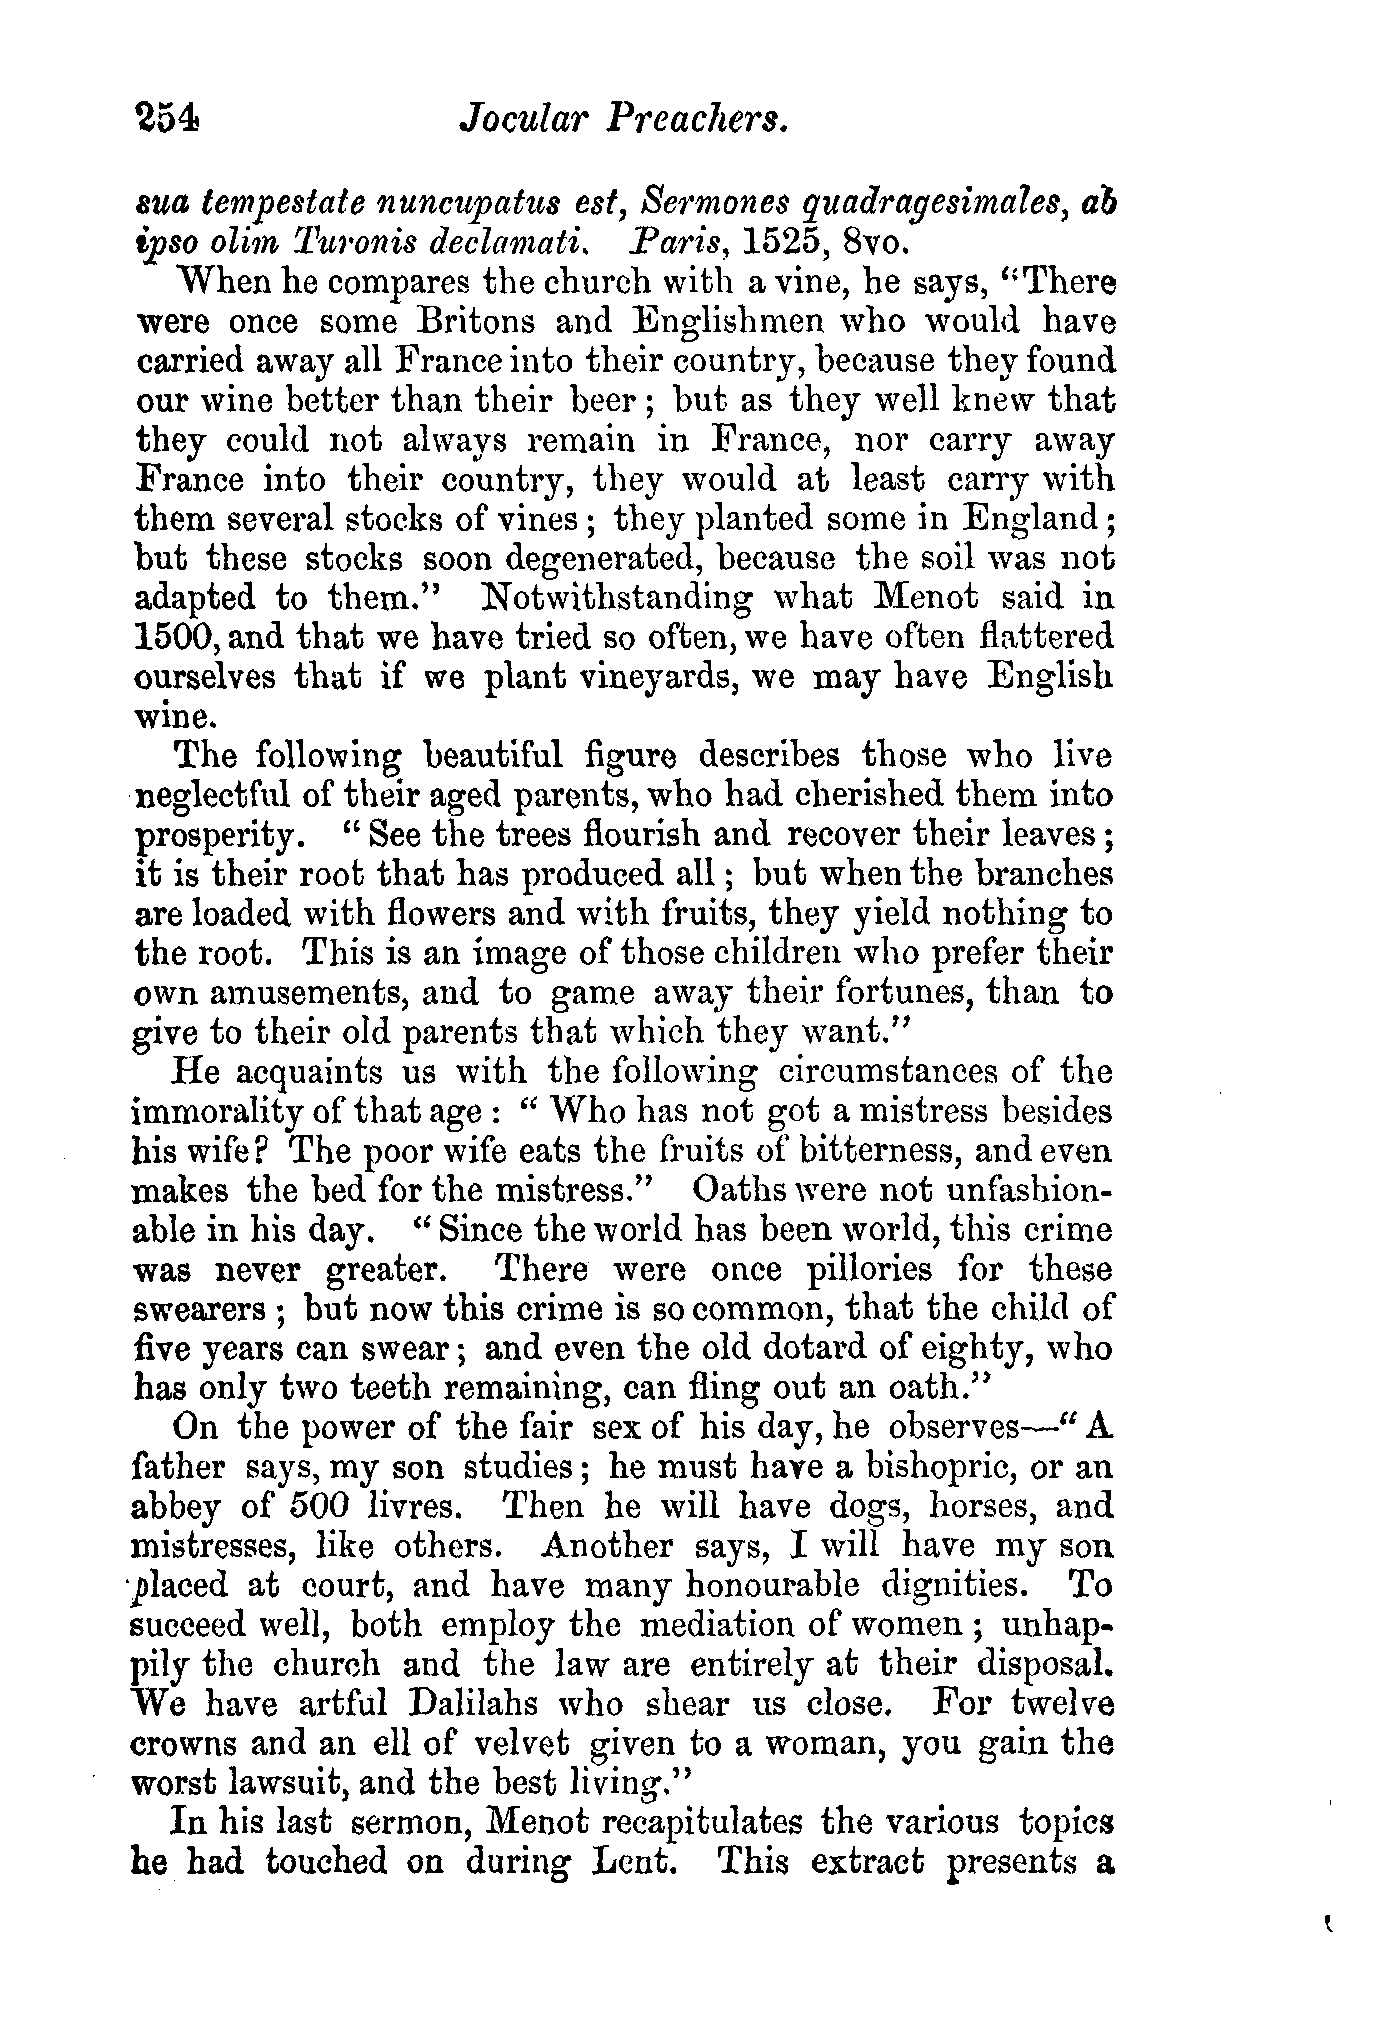 254 Jocular Preachers.
sua tempestate nuncupatus est, Sermones quadragesimales, ab
ipso olim Turonis declamati. Paris, 1525, 8vo.
When he compares the church with a vine, he says, "There
were once some Britons and Englishmen who would have
carried away all France into their country, because they found
our wine better than their beer; but as they well knew that
they could not always remain in France, nor carry away
France into their country, they would at least carry with
them several stocks of vines; they planted some in England;
but these stocks soon degenerated, because the soil was not
adapted to them." Notwithstanding what Menot said in
1500, and that we have tried so often, we have often flattered
ourselves that if we plant vineyards, we may have English
wine.
The following beautiful figure describes those who live
neglectful of their aged parents, who had cherished them into
prosperity. "See the trees flourish and recover their leaves;
it is their root that has produced all; but when the branches
are loaded with flowers and with fruits, they yield nothing to
the root. This is an image of those children who prefer their
own amusements, and to game away their fortunes, than to
give to their old parents that which they want."
He acquaints us with the following circumstances of the
immorality of that age: "Who has not got a mistress besides
his wife? The poor wife eats the fruits of bitterness, and even
makes the bed for the mistress." Oaths were not unfashion-
able in his day. "Since the world has been world, this crime
was never greater. There were once pillories for these
swearers; but now this crime is so common, that the child of
five years can swear; and even the old dotard of eighty, who
has only two teeth remaining, can fling out an oath."
On the power of the fair sex of his day, he observes—"A
father says, my son studies; he must have a bishopric, or an
abbey of 500 livres. Then he will have dogs, horses, and
mistresses, like others. Another says, I will have my son
placed at court, and have many honourable dignities. To
succeed well, both employ the mediation of women; unhap-
pily the church and the law are entirely at their disposal.
We have artful Dalilahs who shear us close. For twelve
crowns and an ell of velvet given to a woman, you gain the
worst lawsuit, and the best living."
In his last sermon, Menot recapitulates the various topics
he had touched on during Lent. This extract presents a